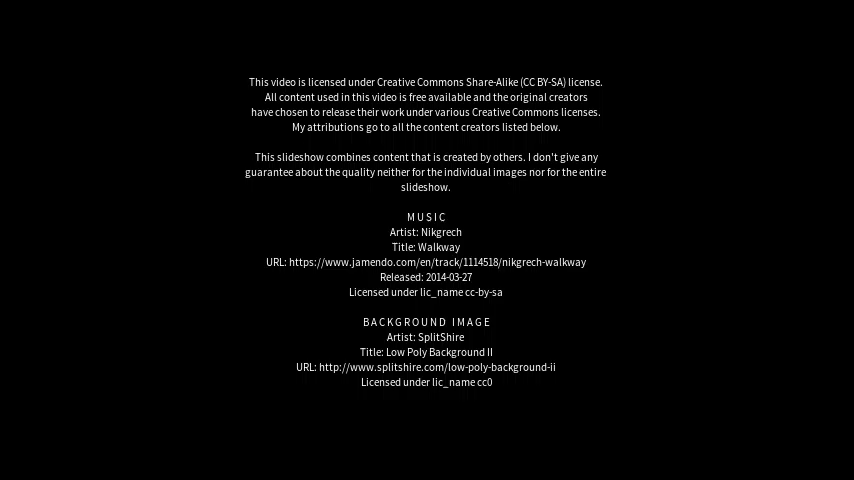 This video is licensed under Creative Commons Share-Alike (CC BY-SA) license.
All content used in this video is free available and the original creators
have chosen to release their work under various Creative Commons licenses.
My attributions go to all the content creators listed below.
This slideshow combines content that is created by others. I don't give any
guarantee about the quality neither for the individual images nor for the entire
slideshow.
MUSIC
Artist: Nikgrech
Title: Walkway
URL: https://www.jamendo.com/en/track/1114518/nikgrech-walkway
Released: 2014-03-27
Licensed under lic_name cc-by-sa
BACKGROUND IMAGE
Artist: SplitShire
Title: Low Poly Background II
URL: http://www.splitshire.com/low-poly-background-ii
Licensed under lic_name cc0